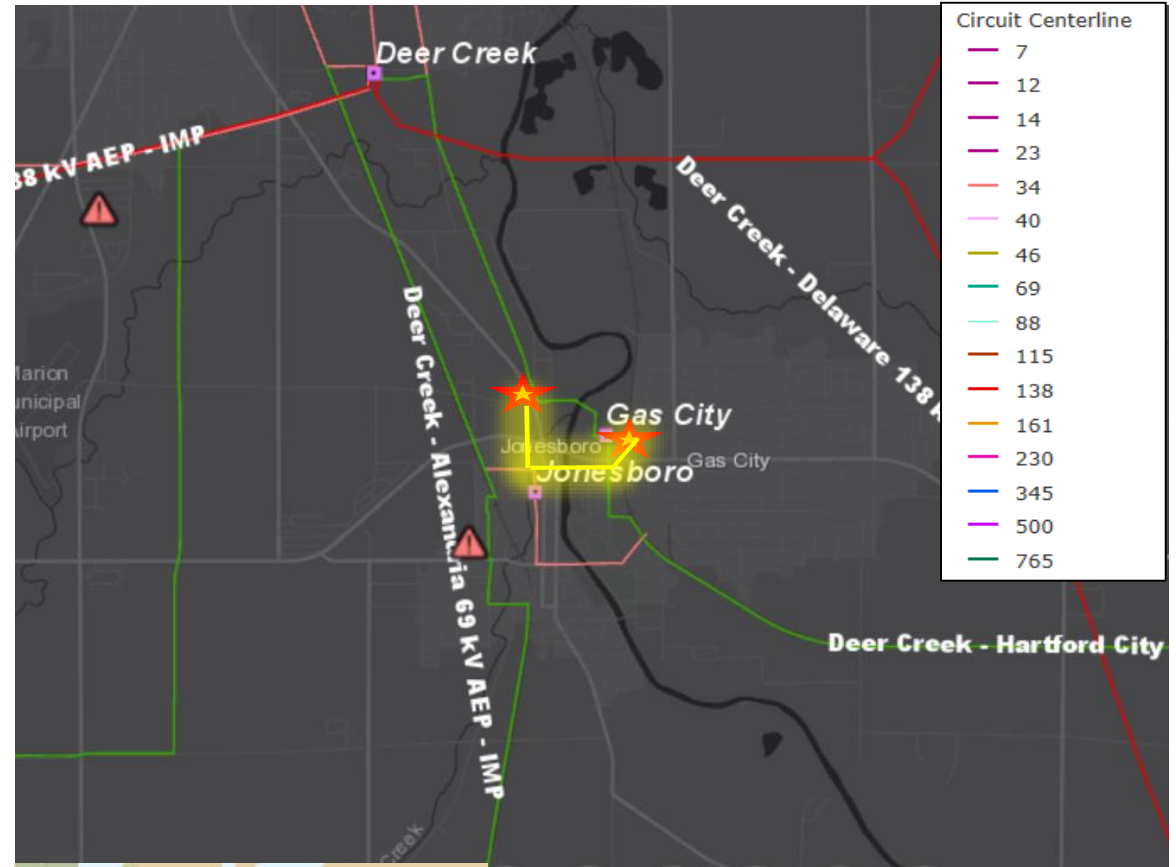 Circuit Centerline
7
12
14
23
34
40
46
69
88
115
138
161
230
345
500
765
Deer Creek
38 kV AEP - IMP
Deer Creek - Delaware 138 k
Marion
unicipal
irport
Deer Creek - Alexandria 69 kV AEP - IMP
Gas City
Jonesboro
Gas City
Jonesboro
Deer Creek - Hartford City
Creek